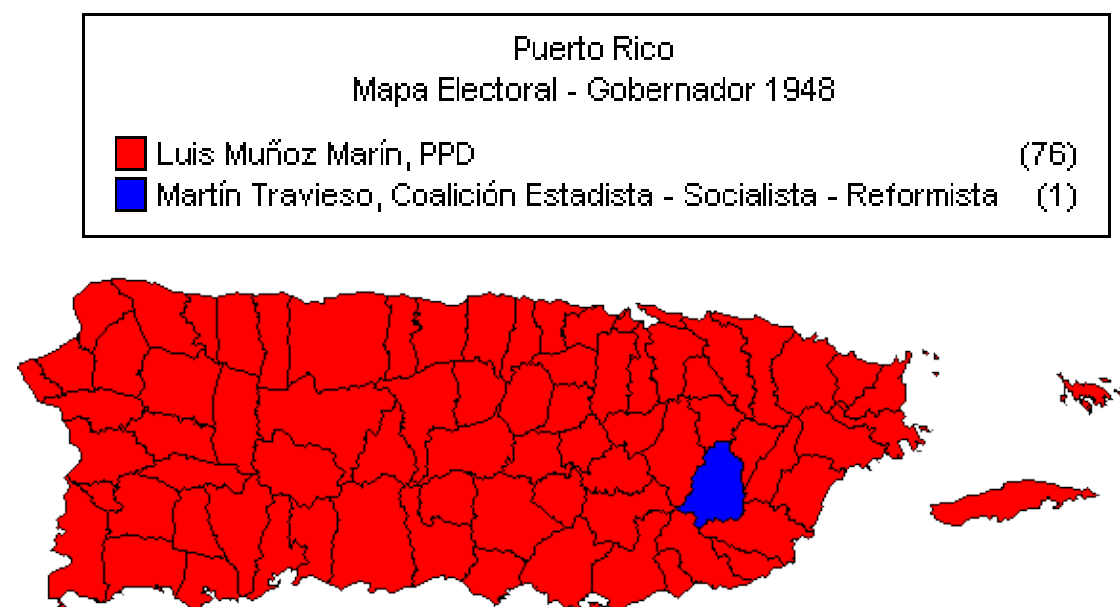 Puerto Rico
Mapa Electoral - Gobernador 1948
Luis Muñoz Marín, PPD (76)
Martín Travieso, Coalición Estadista - Socialista - Reformista (1)